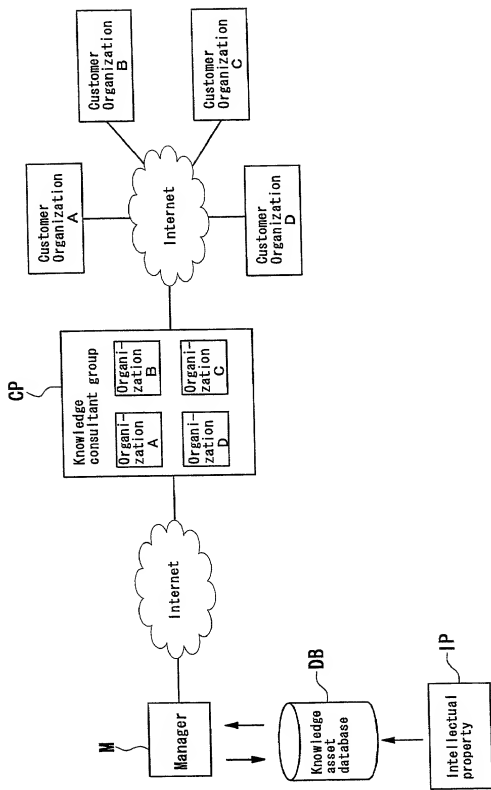 CP
Knowledge
consultant group
Organi-
zation
A
Organi-
zation
B
Organi-
zation
D
Organi-
zation
C
Customer
Organization
A
Customer
Organization
B
Internet
Customer
Organization
C
Customer
Organization
D
Internet
M
Manager
DB
Knowledge
asset
database
IP
Intellectual
property